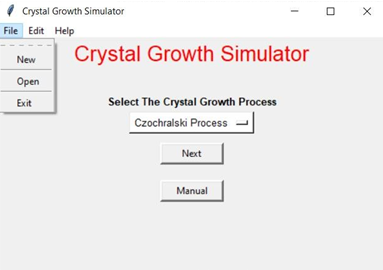 Crystal Growth Simulator
File Edit Help
Crystal Growth Simulator
New
Open
Exit
Select The Crystal Growth Process
Czochralski Process
Next
Manual